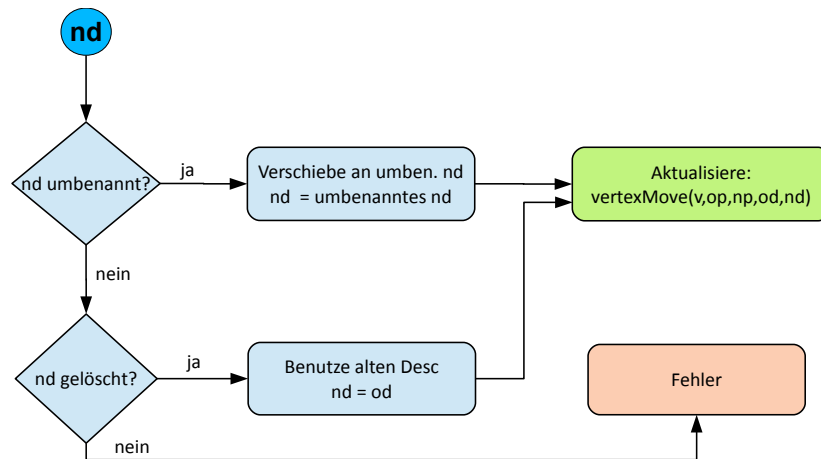 nd
nd umbenannt?
ja
Verschiebe an umben. nd
nd = umbenanntes nd
Aktualisiere:
vertexMove(v,op,np,od,nd)
nein
nd gelöscht?
ja
Benutze alten Desc
nd = od
Fehler
nein